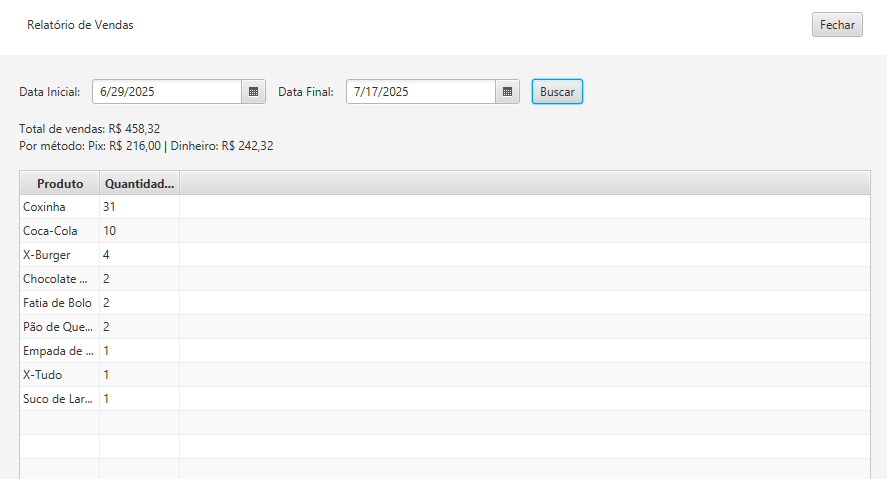 Relatório de Vendas Fechar
Data Inicial: 6/29/2025 Data Final: 7/17/2025 Buscar
Total de vendas: R$ 458,32
Por método: Pix: R$ 216,00 | Dinheiro: R$ 242,32
Produto Quantidad...
Coxinha 31
Coca-Cola 10
X-Burger 4
Chocolate ... 2
Fatia de Bolo 2
Pão de Que... 2
Empada de ... 1
X-Tudo 1
Suco de Lar... 1